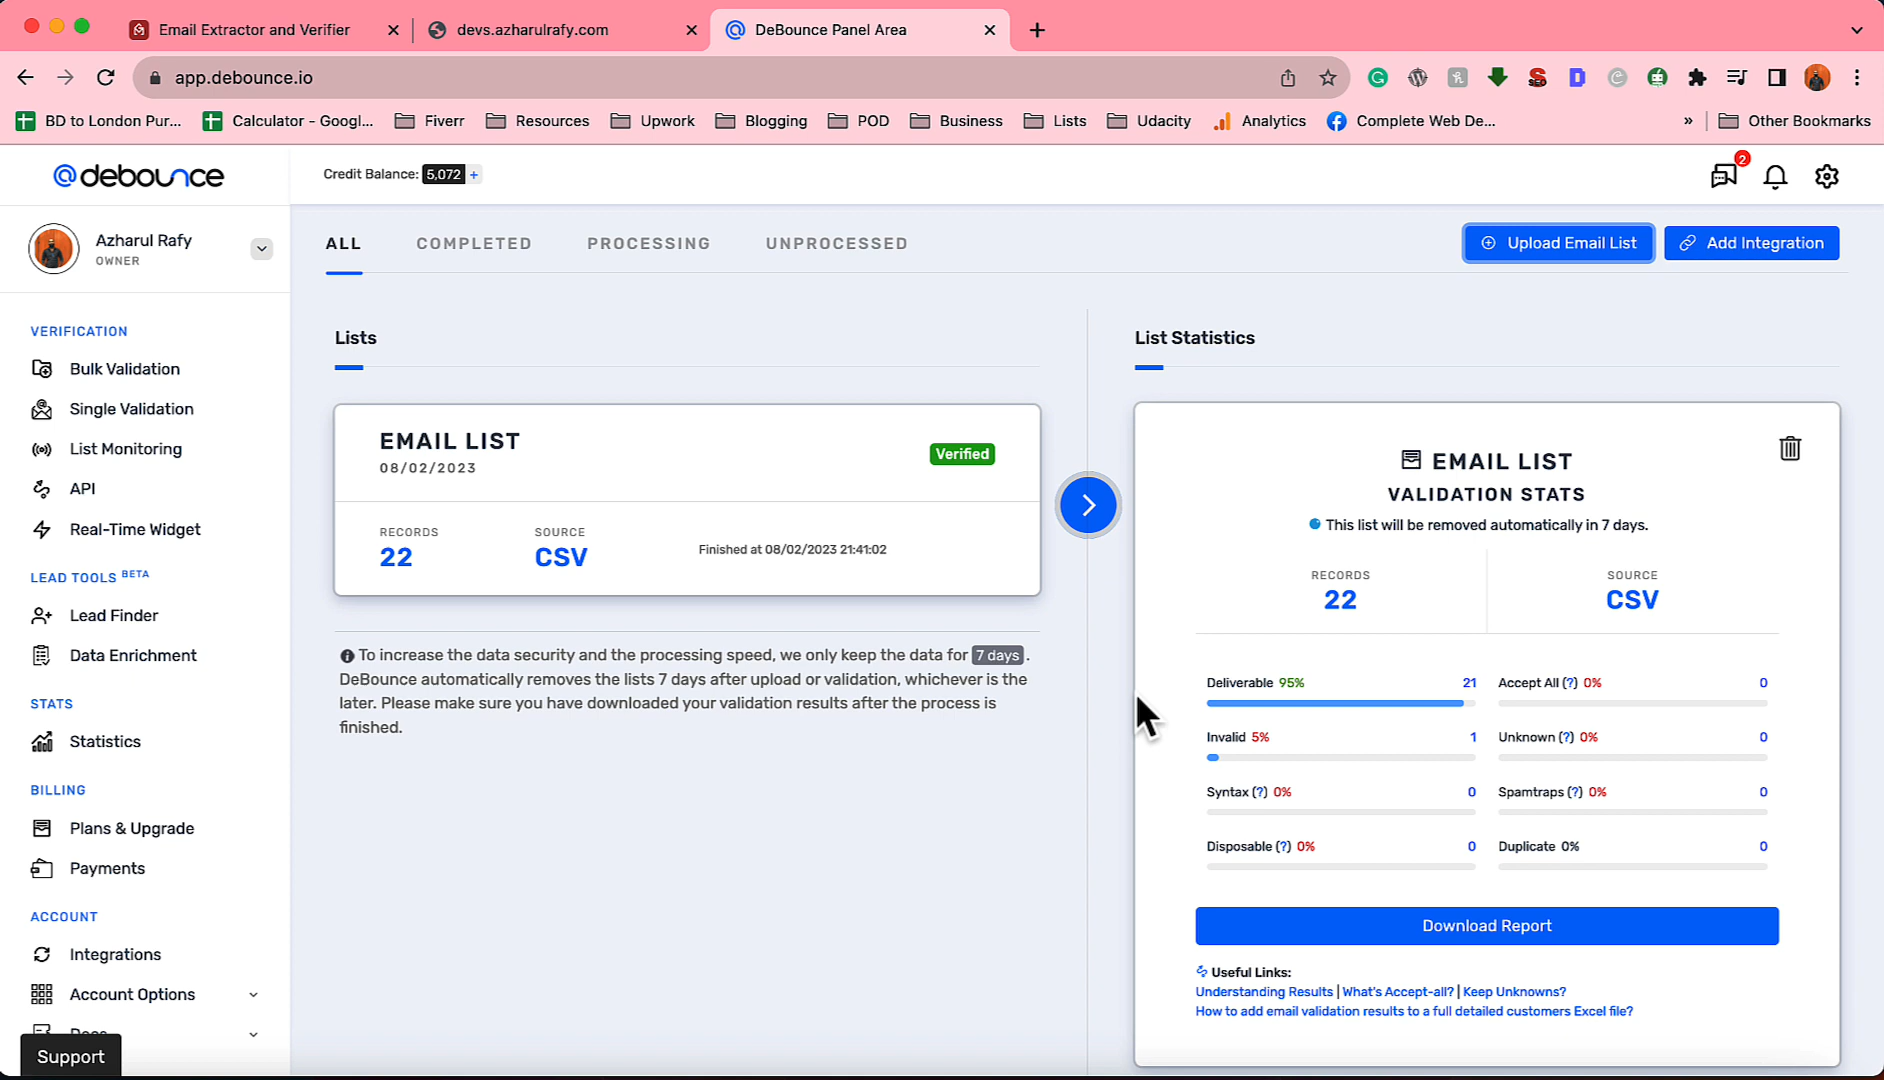 Email Extractor and Verifier
devs.azharulrafy.com
DeBounce Panel Area
app.debounce.io
BD to London Pur...
Calculator - Googl...
Fiverr
Resources
Upwork
Blogging
POD
Business
Lists
Udacity
Analytics
Complete Web De...
»
Other Bookmarks
@debounce
Credit Balance: 5,072 +
2
Azharul Rafy
OWNER
ALL
COMPLETED
PROCESSING
UNPROCESSED
Upload Email List
Add Integration
VERIFICATION
Bulk Validation
Single Validation
List Monitoring
API
Real-Time Widget
LEAD TOOLS BETA
Lead Finder
Data Enrichment
STATS
Statistics
BILLING
Plans & Upgrade
Payments
ACCOUNT
Integrations
Account Options
Docs
Support
Lists
EMAIL LIST
08/02/2023
Verified
RECORDS
22
SOURCE
CSV
Finished at 08/02/2023 21:41:02
To increase the data security and the processing speed, we only keep the data for 7 days .
DeBounce automatically removes the lists 7 days after upload or validation, whichever is the
later. Please make sure you have downloaded your validation results after the process is
finished.
List Statistics
EMAIL LIST
VALIDATION STATS
This list will be removed automatically in 7 days.
RECORDS
22
SOURCE
CSV
Deliverable 95% 21
Accept All (?) 0% 0
Invalid 5% 1
Unknown (?) 0% 0
Syntax (?) 0% 0
Spamtraps (?) 0% 0
Disposable (?) 0% 0
Duplicate 0% 0
Download Report
Useful Links:
Understanding Results | What's Accept-all? | Keep Unknowns?
How to add email validation results to a full detailed customers Excel file?